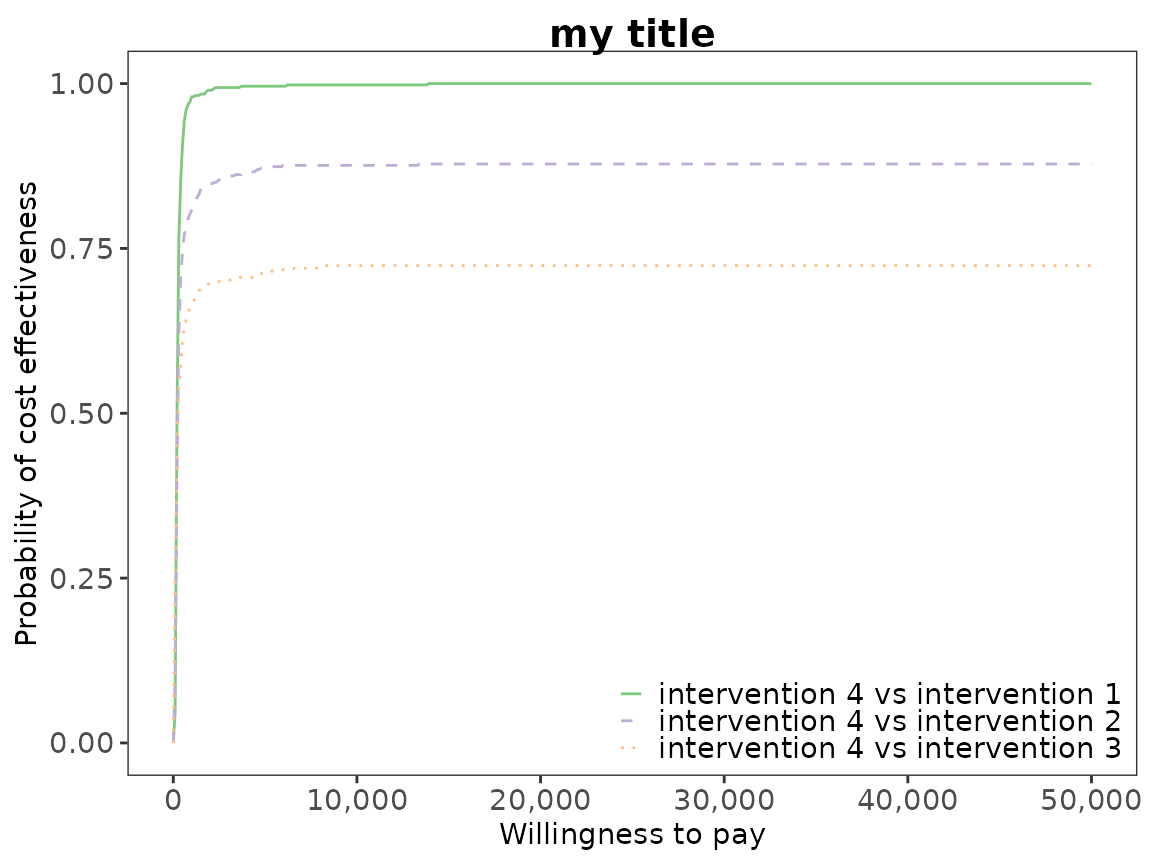 my title
Probability of cost effectiveness
1.00
0.75
0.50
0.25
0.00
intervention 4 vs intervention 1
intervention 4 vs intervention 2
intervention 4 vs intervention 3
0 10,000 20,000 30,000 40,000 50,000
Willingness to pay